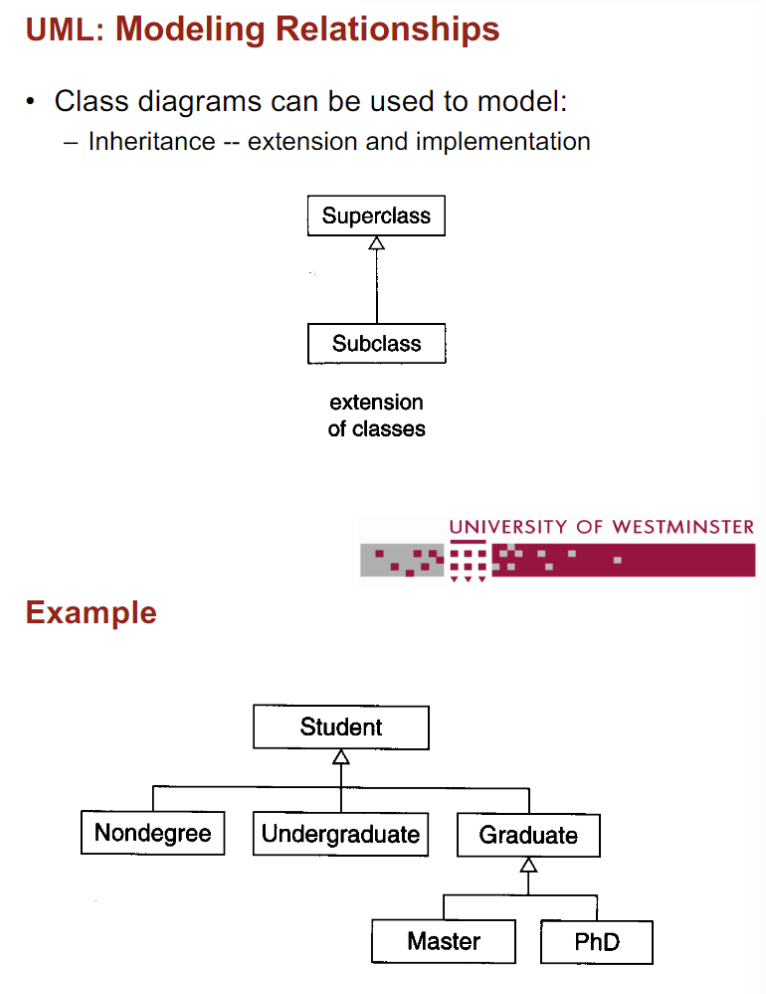 UML: Modeling Relationships
• Class diagrams can be used to model:
– Inheritance -- extension and implementation
Superclass
Subclass
extension
of classes
UNIVERSITY OF WESTMINSTER
Example
Student
Nondegree Undergraduate Graduate
Master PhD